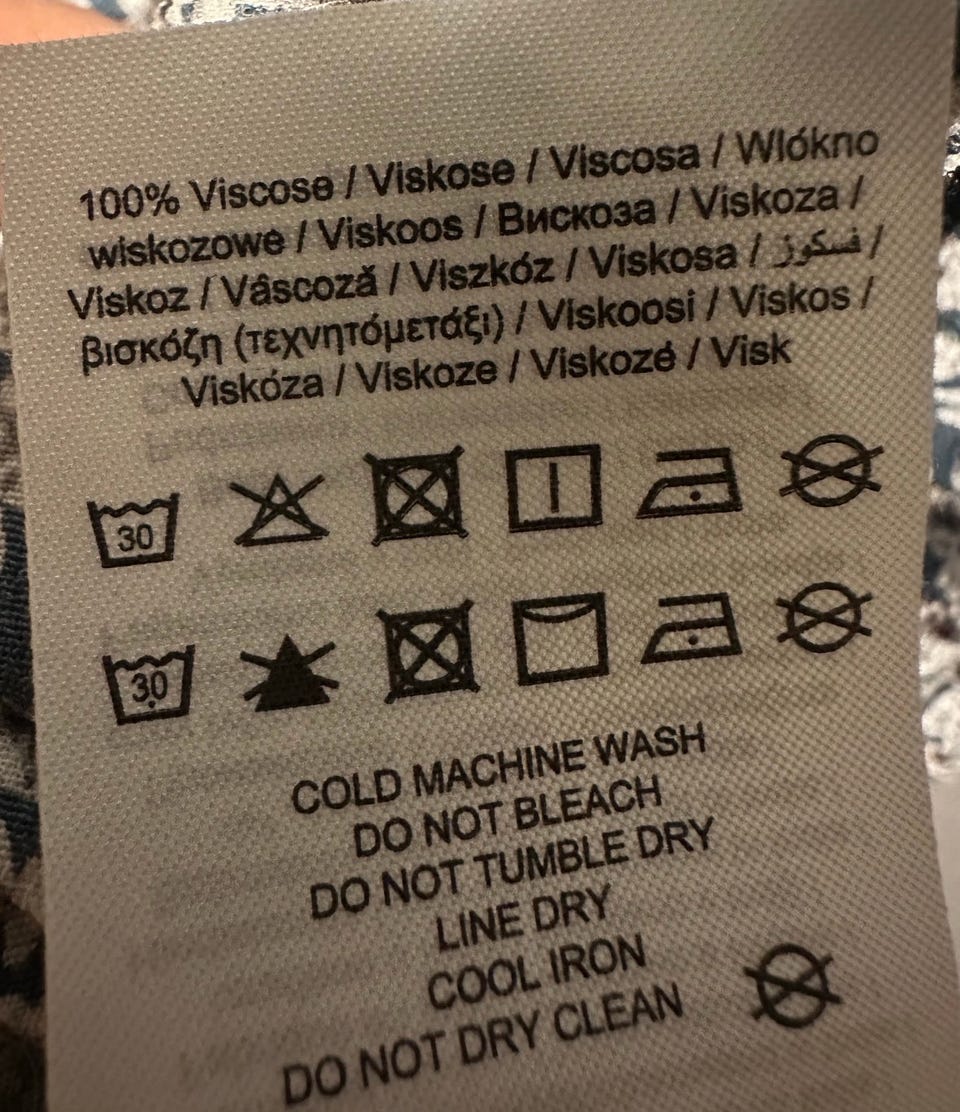 100% Viscose / Viskose / Viscosa / Wlókno
wiskozowe / Viskoos / Вискоза / Viskoza /
Viskoz / Vâscoză / Viszkóz / Viskosa / فسكوز /
βισκόζη (τεχνητόμετάξι) / Viskoosi / Viskos /
Viskóza / Viskoze / Viskozé / Visk
30
30
COLD MACHINE WASH
DO NOT BLEACH
DO NOT TUMBLE DRY
LINE DRY
COOL IRON
DO NOT DRY CLEAN